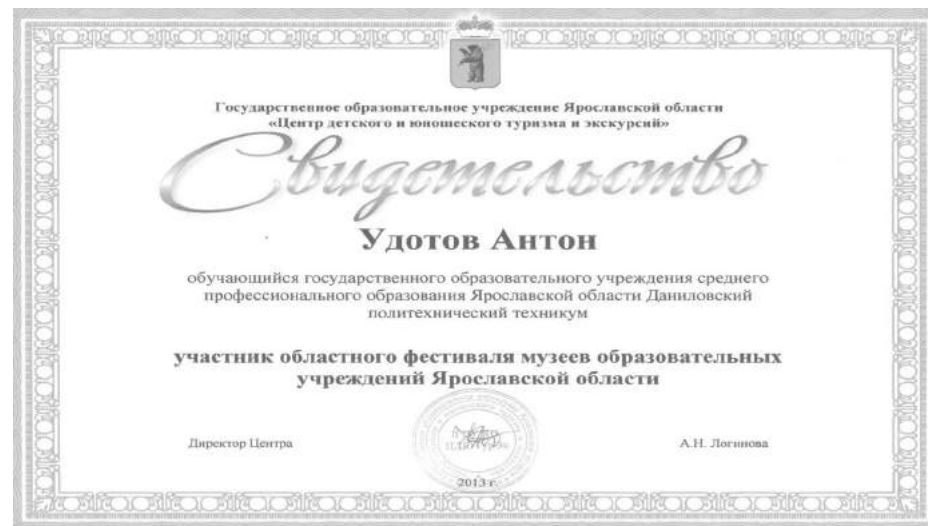 Государственное образовательное учреждение Ярославской области
«Центр детского и юношеского туризма и экскурсий»
Свидетельство
Удотов Антон
обучающийся государственного образовательного учреждения среднего
профессионального образования Ярославской области Даниловский
политехнический техникум
участник областного фестиваля музеев образовательных
учреждений Ярославской области
Директор Центра
А.Н. Логинова
2013 г.